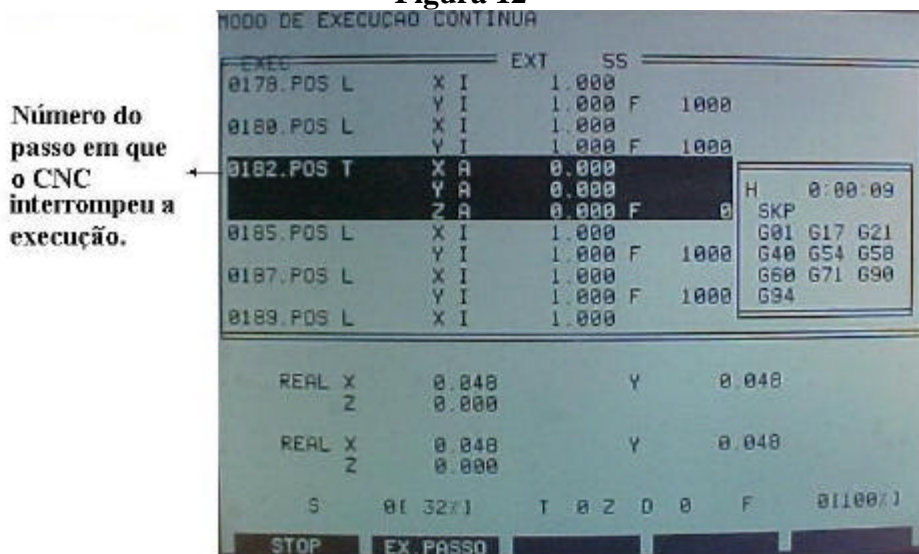 Figura 12
MODO DE EXECUÇAO CONTINUA
EXEC EXT SS
0178.POS L X I 1.000
Y I 1.000 F 1000
0180.POS L X I 1.000
Y I 1.000 F 1000
0182.POS T X A 0.000
Y A 0.000
Z A 0.000 F 0
0185.POS L X I 1.000
Y I 1.000 F 1000
0187.POS L X I 1.000
Y I 1.000 F 1000
0189.POS L X I 1.000
Número do
passo em que
o CNC
interrompeu a
execução.
H 0:00:09
SKP
G01 G17 G21
G40 G54 G58
G60 G71 G90
G94
REAL X 0.048 Y 0.048
Z 0.000
REAL X 0.048 Y 0.048
Z 0.000
S 0[ 32%] T 0 Z D 0 F 0[100%]
STOP EX PASSO